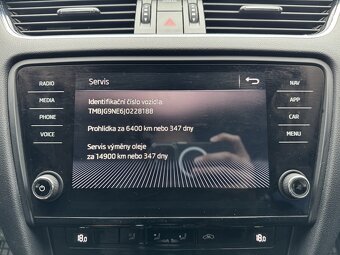 Servis
RADIO
NAV
Identifikační číslo vozidla:
MEDIA
APP
TMBJG9NE6J0228188
PHONE
CAR
Prohlídka za 6400 km nebo 347 dny
VOICE
MENU
Servis výměny oleje
za 14900 km nebo 347 dny
18.0
18.0